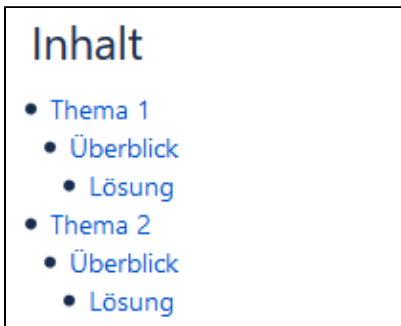 Inhalt
Thema 1
Überblick
Lösung
Thema 2
Überblick
Lösung